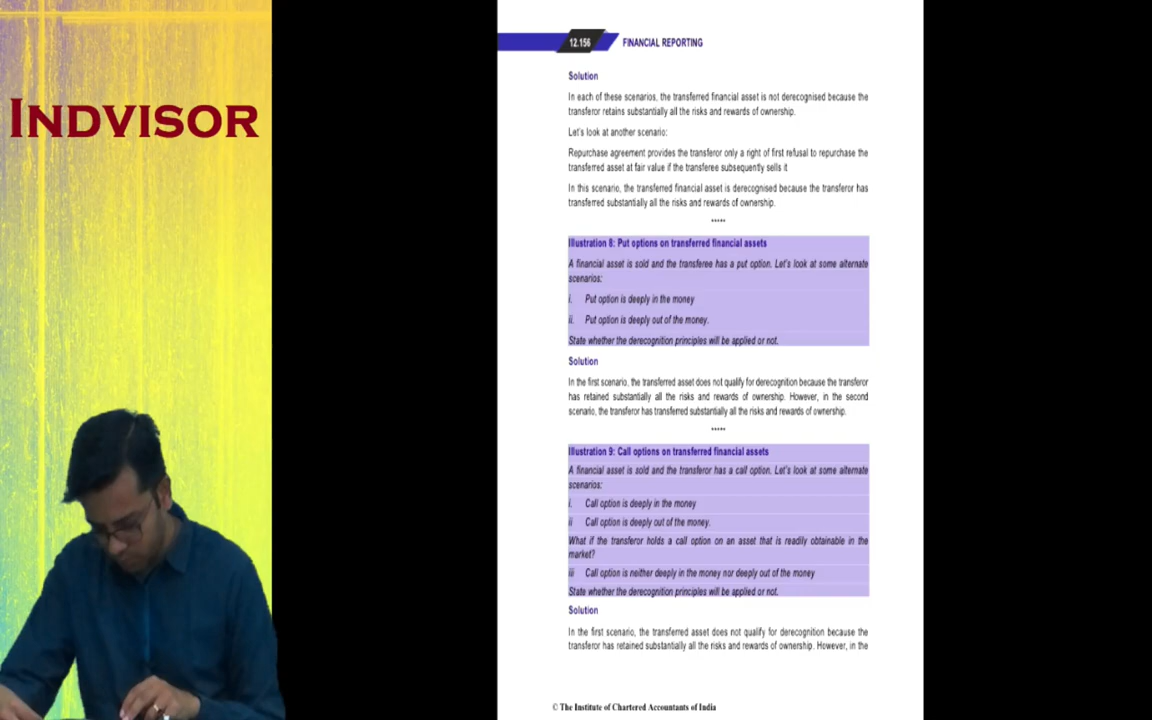 INDVISOR
12.156 FINANCIAL REPORTING
Solution
In each of these scenarios, the transferred financial asset is not derecognised because the
transferor retains substantially all the risks and rewards of ownership.
Let's look at another scenario:
Repurchase agreement provides the transferor only a right of first refusal to repurchase the
transferred asset at fair value if the transferee subsequently sells it
In this scenario, the transferred financial asset is derecognised because the transferor has
transferred substantially all the risks and rewards of ownership.
*****
Illustration 8: Put options on transferred financial assets
A financial asset is sold and the transferee has a put option. Let's look at some alternate
scenarios:
i. Put option is deeply in the money
ii. Put option is deeply out of the money.
State whether the derecognition principles will be applied or not.
Solution
In the first scenario, the transferred asset does not qualify for derecognition because the transferor
has retained substantially all the risks and rewards of ownership. However, in the second
scenario, the transferor has transferred substantially all the risks and rewards of ownership.
*****
Illustration 9: Call options on transferred financial assets
A financial asset is sold and the transferor has a call option. Let's look at some alternate
scenarios:
i. Call option is deeply in the money
ii Call option is deeply out of the money.
What if the transferor holds a call option on an asset that is readily obtainable in the
market?
iii Call option is neither deeply in the money nor deeply out of the money
State whether the derecognition principles will be applied or not.
Solution
In the first scenario, the transferred asset does not qualify for derecognition because the
transferor has retained substantially all the risks and rewards of ownership. However, in the
© The Institute of Chartered Accountants of India